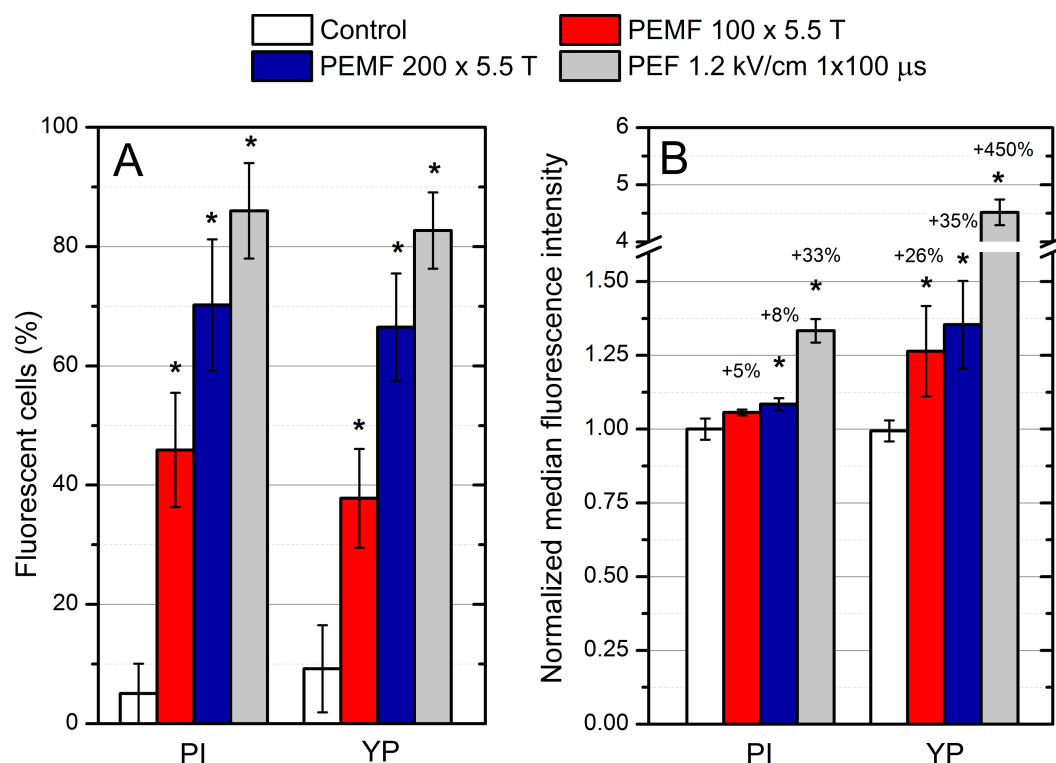 Control
PEMF 100 x 5.5 T
PEMF 200 x 5.5 T
PEF 1.2 kV/cm 1x100 μs
A
Fluorescent cells (%)
100
80
60
40
20
0
*
*
*
*
*
*
PI
YP
B
Normalized median fluorescence intensity
6
5
4
1.50
1.25
1.00
0.75
0.50
0.25
0.00
+5%
+8%
*
+33%
*
+26%
*
+35%
*
+450%
*
PI
YP